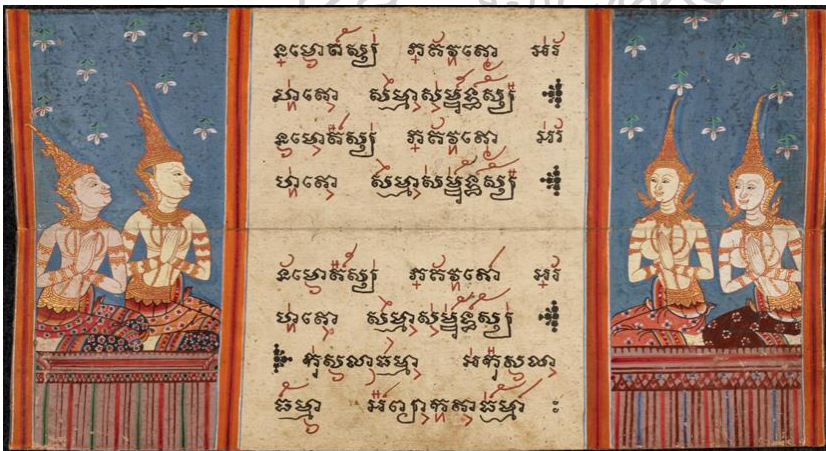 នមោតស្ស ភគវតោ អរ
ហតោ សម្មាសម្ពុទ្ធស្ស
នមោតស្ស ភគវតោ អរ
ហតោ សម្មាសម្ពុទ្ធស្ស
នមោតស្ស ភគវតោ អរ
ហតោ សម្មាសម្ពុទ្ធស្ស
កុសលាធម្មា អកុសលា
ធម្មា អព្យាកតាធម្មា ៖